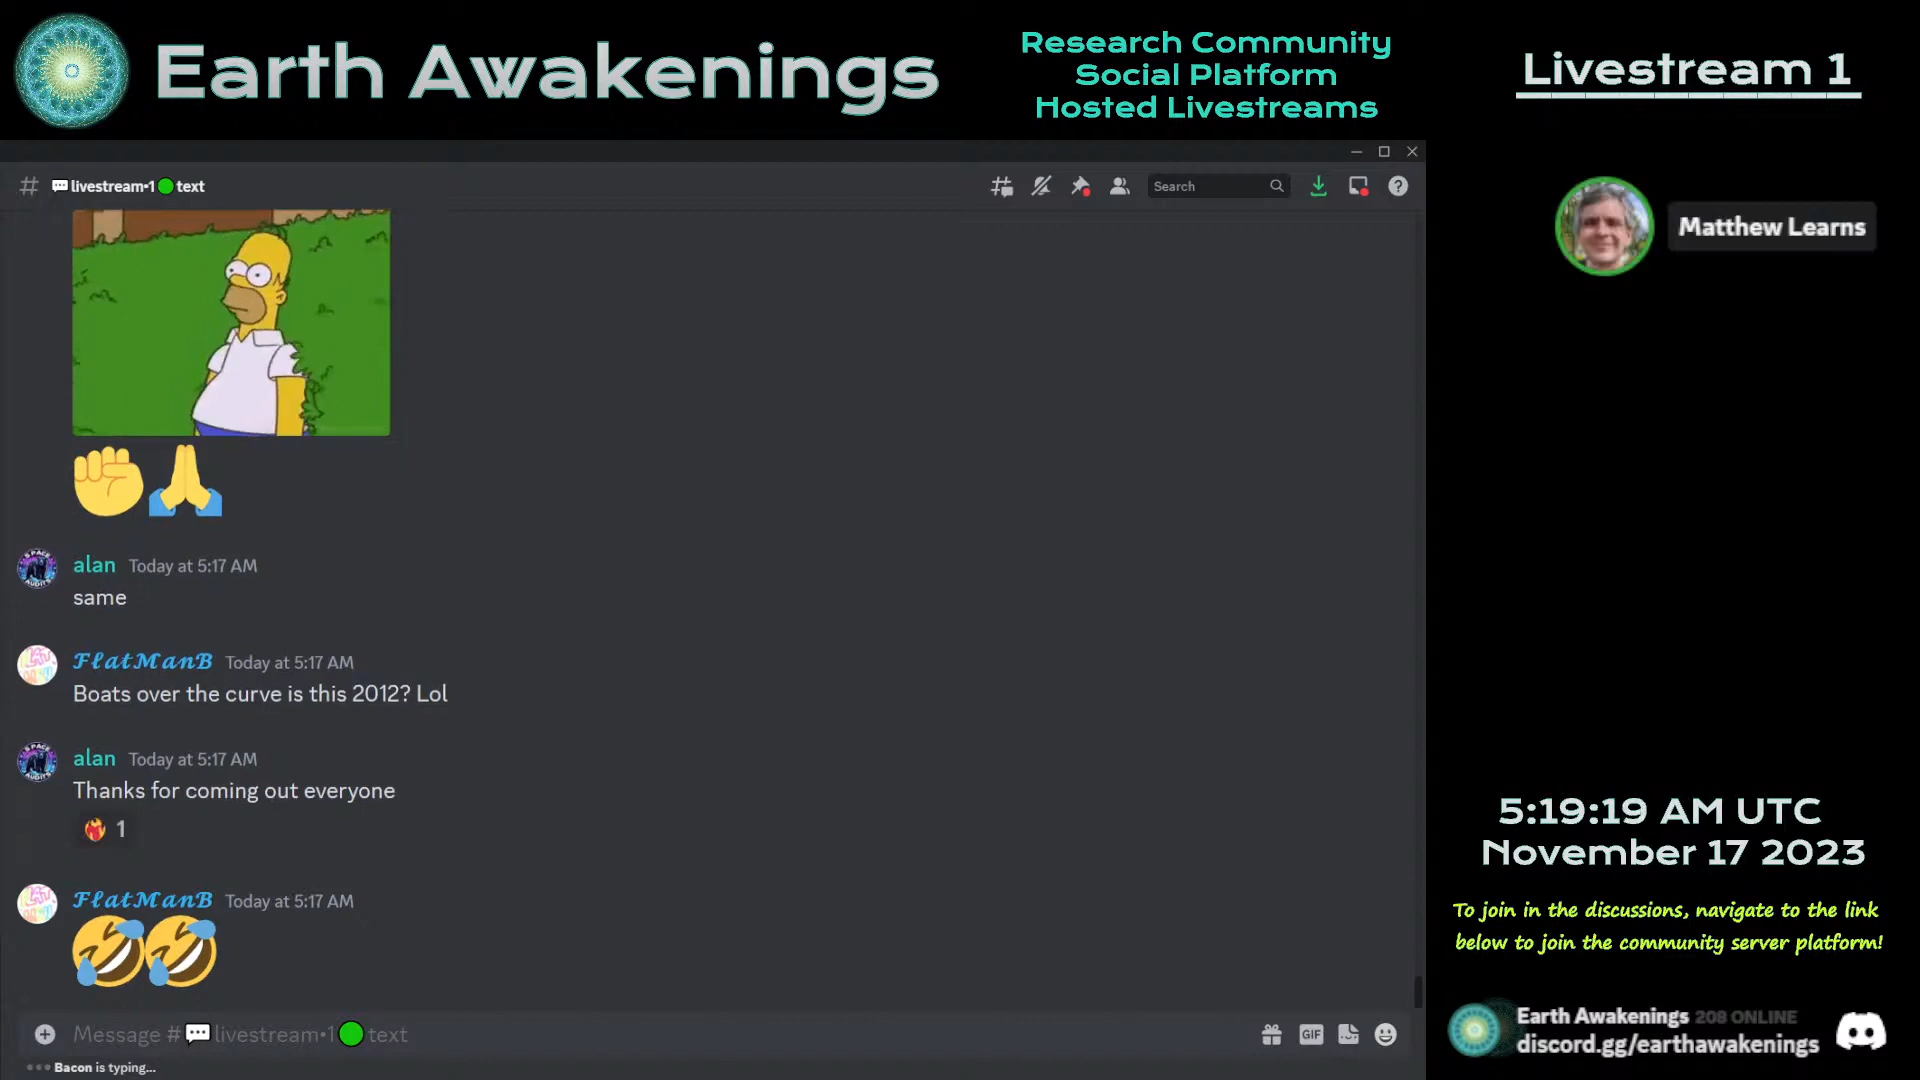 Earth Awakenings
Research Community
Social Platform
Hosted Livestreams
Livestream 1
# 💬livestream•1🟢text
Search
Matthew Learns
alan Today at 5:17 AM
same
FlatManB Today at 5:17 AM
Boats over the curve is this 2012? Lol
alan Today at 5:17 AM
Thanks for coming out everyone
1
FlatManB Today at 5:17 AM
Message #💬livestream•1🟢text
GIF
Bacon is typing...
5:19:19 AM UTC
November 17 2023
To join in the discussions, navigate to the link
below to join the community server platform!
Earth Awakenings 208 ONLINE
discord.gg/earthawakenings